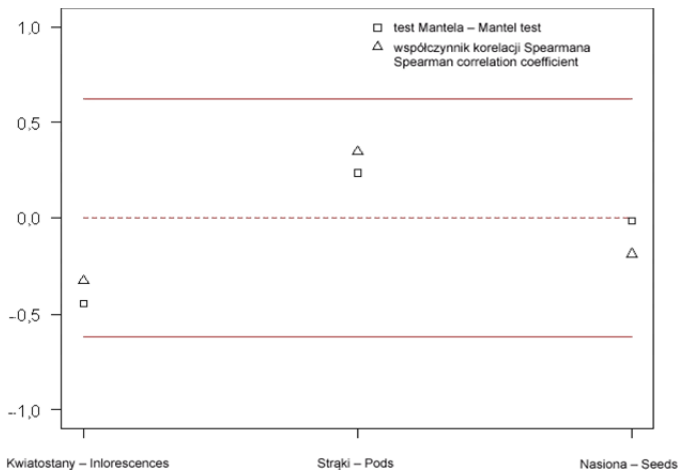 1,0
test Mantela – Mantel test
współczynnik korelacji Spearmana
Spearman correlation coefficient
0,5
0,0
–0,5
–1,0
Kwiatostany – Inlorescences
Strąki – Pods
Nasiona – Seeds